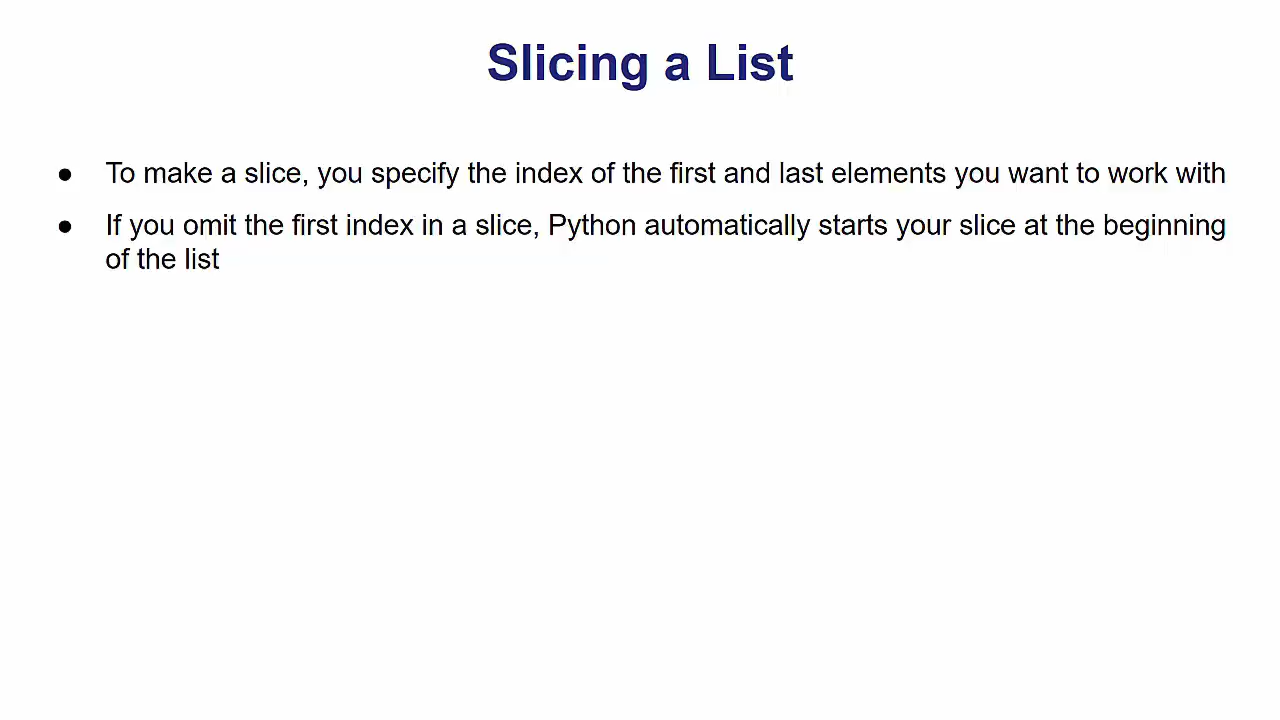 Slicing a List
● To make a slice, you specify the index of the first and last elements you want to work with
● If you omit the first index in a slice, Python automatically starts your slice at the beginning
of the list